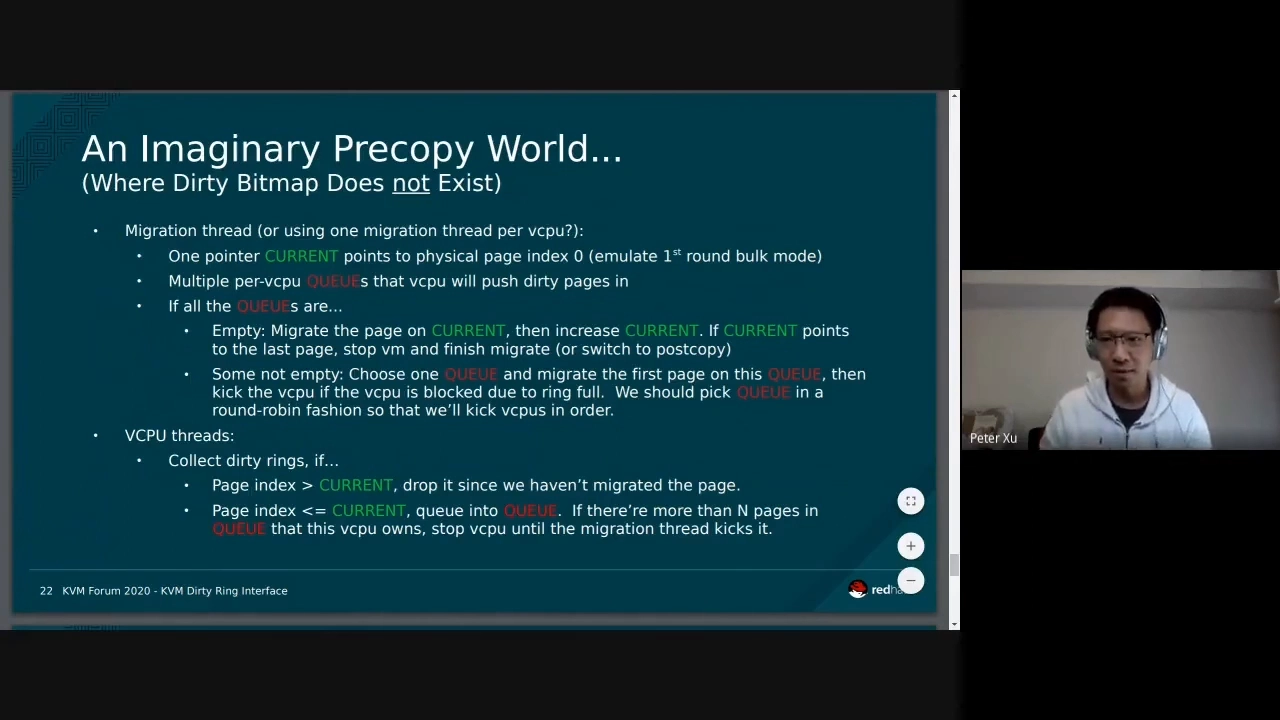 An Imaginary Precopy World...
(Where Dirty Bitmap Does not Exist)
• Migration thread (or using one migration thread per vcpu?):
• One pointer CURRENT points to physical page index 0 (emulate 1st round bulk mode)
• Multiple per-vcpu QUEUEs that vcpu will push dirty pages in
• If all the QUEUEs are...
• Empty: Migrate the page on CURRENT, then increase CURRENT. If CURRENT points
to the last page, stop vm and finish migrate (or switch to postcopy)
• Some not empty: Choose one QUEUE and migrate the first page on this QUEUE, then
kick the vcpu if the vcpu is blocked due to ring full. We should pick QUEUE in a
round-robin fashion so that we’ll kick vcpus in order.
• VCPU threads:
• Collect dirty rings, if...
• Page index > CURRENT, drop it since we haven’t migrated the page.
• Page index <= CURRENT, queue into QUEUE. If there’re more than N pages in
QUEUE that this vcpu owns, stop vcpu until the migration thread kicks it.
22 KVM Forum 2020 - KVM Dirty Ring Interface
Peter Xu